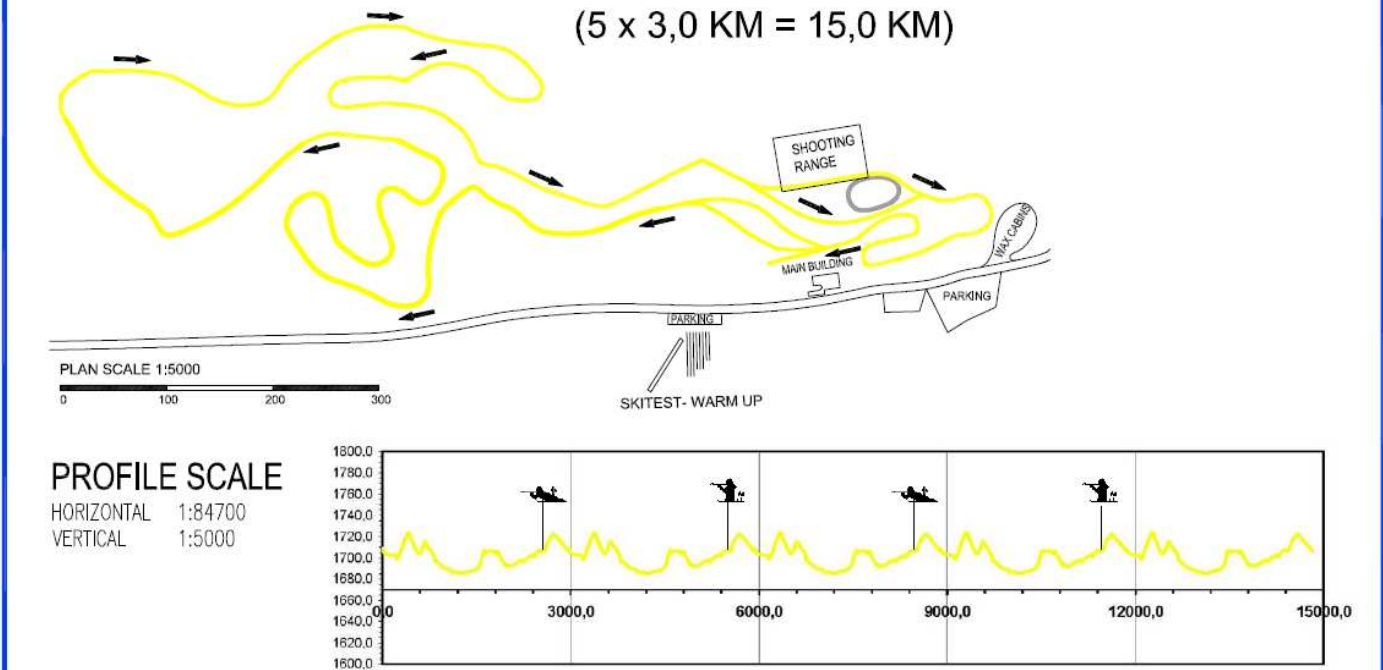 (5 x 3,0 KM = 15,0 KM)
SHOOTING
RANGE
WAX CABINS
MAIN BUILDING
PARKING
PARKING
SKITEST- WARM UP
PLAN SCALE 1:5000
0 100 200 300
PROFILE SCALE
HORIZONTAL 1:84700
VERTICAL 1:5000
1800,0
1780,0
1760,0
1740,0
1720,0
1700,0
1680,0
1660,0
1640,0
1620,0
1600,0
0,0 3000,0 6000,0 9000,0 12000,0 15000,0